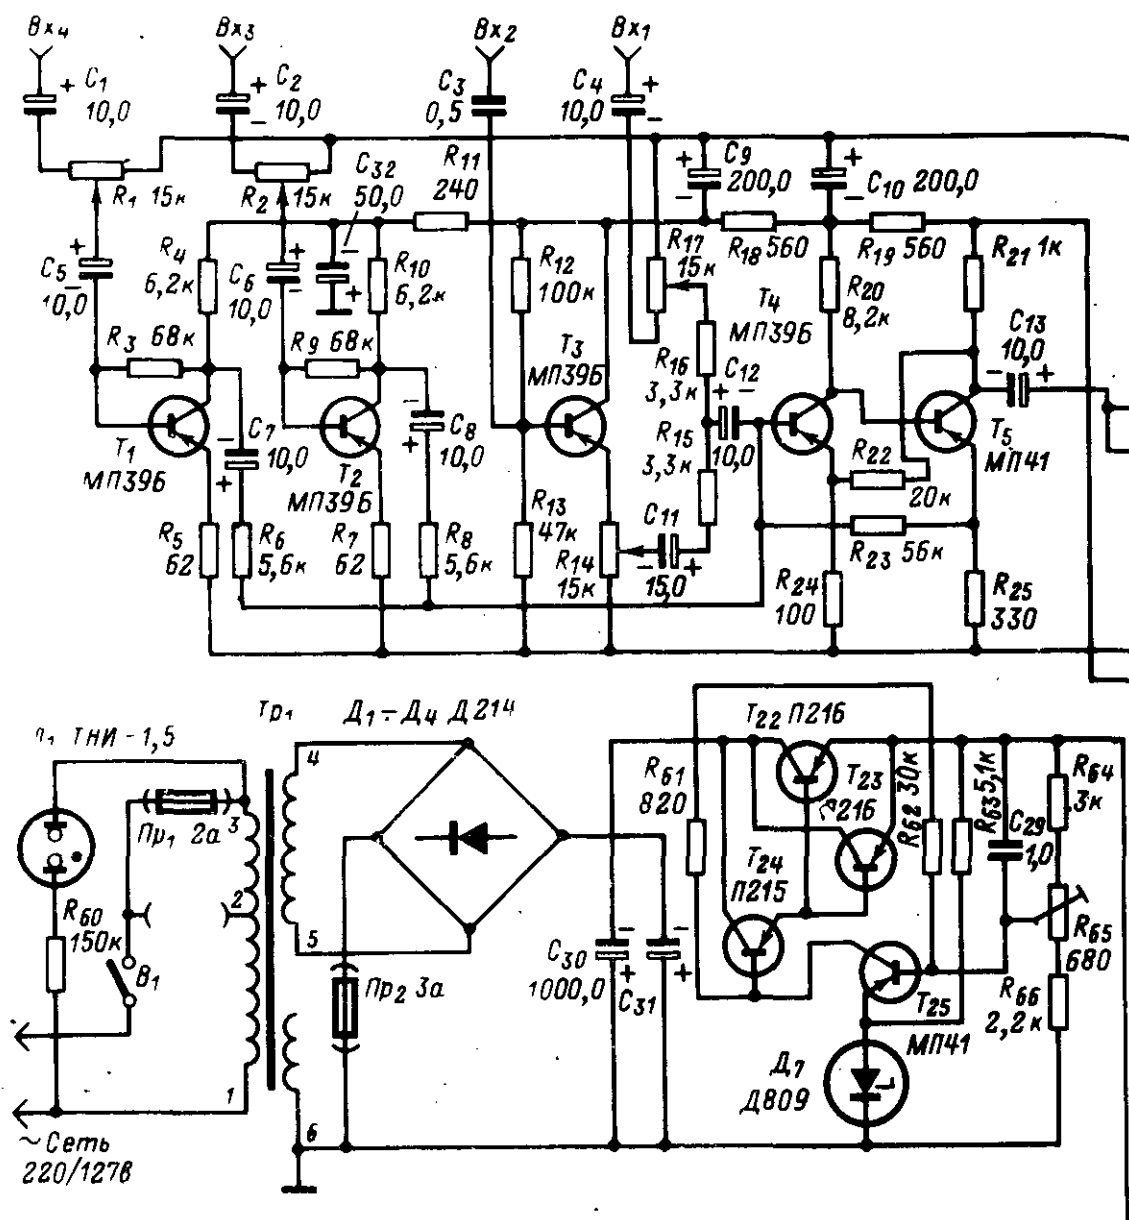 Вх4
Вх3
Вх2
Вх1
+ C1
10,0
+ C2
– 10,0
C3
0,5
C4 +
10,0 –
R1 15к
R2 15к
C32
50,0
R11
240
C9
200,0
C10 200,0
R4
6,2к
C5
10,0
C6
10,0
R10
6,2к
R12
100к
R17
15к
R18 560
R19 560
R21 1к
R20
8,2к
T4
МП39Б
R3 68к
R9 68к
T3
МП39Б
R16
3,3к
C12
10,0
C13
10,0
T1
МП39Б
C7
10,0
T2
МП39Б
C8
10,0
R15
3,3к
R22
20к
T5
МП41
R5
62
R6
5,6к
R7
62
R8
5,6к
R13
47к
R14
15к
C11
15,0
R23 56к
R24
100
R25
330
ТНИ-1,5
Тр1
Д1-Д4 Д214
T22 П216
Пр1 2а
3
4
R61
820
T23
П216
R62 30к
R63 5,1к
R64
3к
C29
1,0
2
T24
П215
R60
150к
В1
5
Пр2 3а
C30
1000,0
C31
R65
680
T25
МП41
R66
2,2к
Д7
Д809
1
6
~ Сеть
220/127в